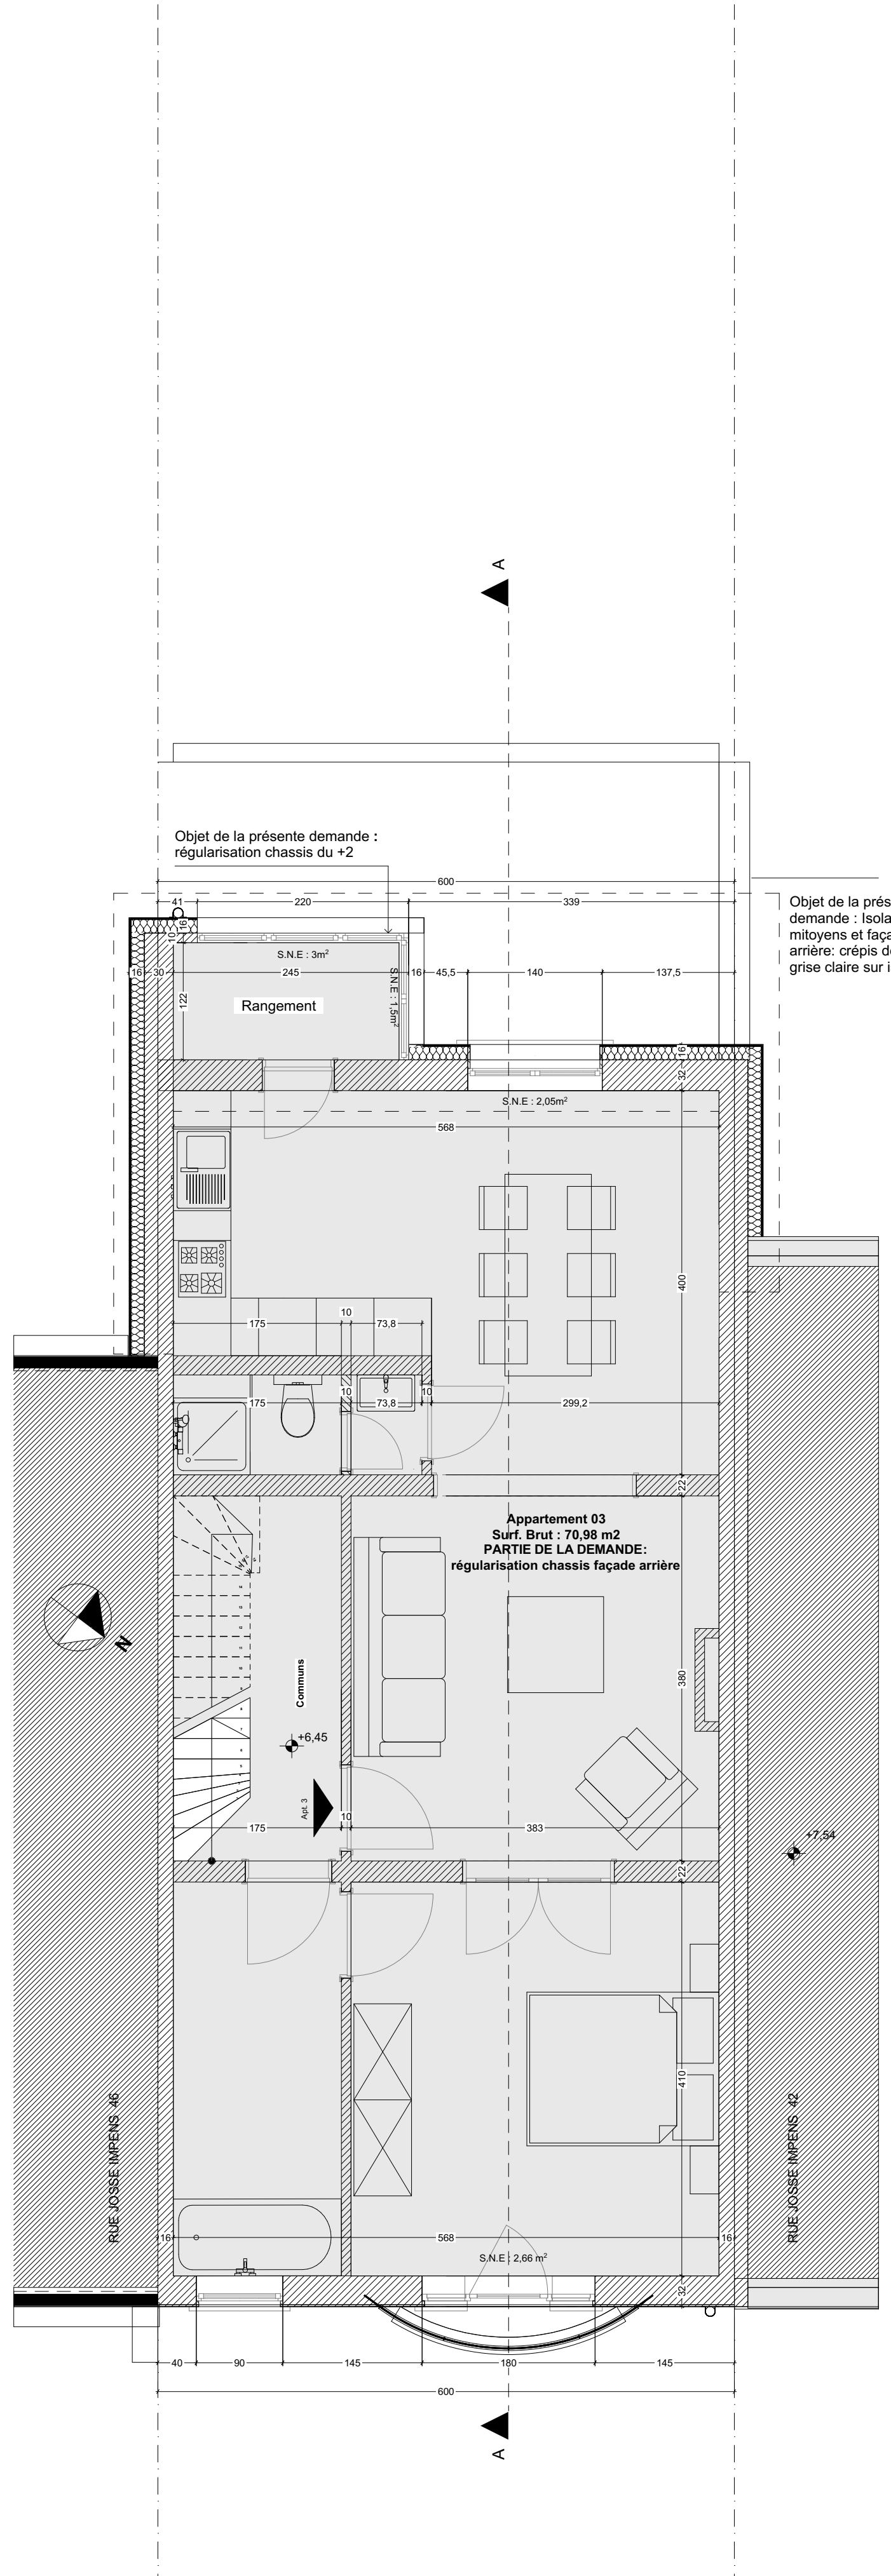 A
Objet de la présente demande :
régularisation chassis du +2
600
41
220
339
Objet de la prés
demande : Isola
mitoyens et faça
arrière: crépis de
grise claire sur i
16
10
S.N.E : 3m²
16
30
245
16
45,5
140
137,5
S.N.E : 1,5m²
122
Rangement
16
32
S.N.E : 2,05m²
568
400
10
175
73,8
10
10
175
73,8
299,2
22
Appartement 03
Surf. Brut : 70,98 m2
PARTIE DE LA DEMANDE:
régularisation chassis façade arrière
N
Communs
380
+6,45
Apt. 3
10
175
383
+7,54
22
410
RUE JOSSE IMPENS 46
RUE JOSSE IMPENS 42
16
568
16
S.N.E : 2,66 m²
32
40
90
145
180
145
600
A